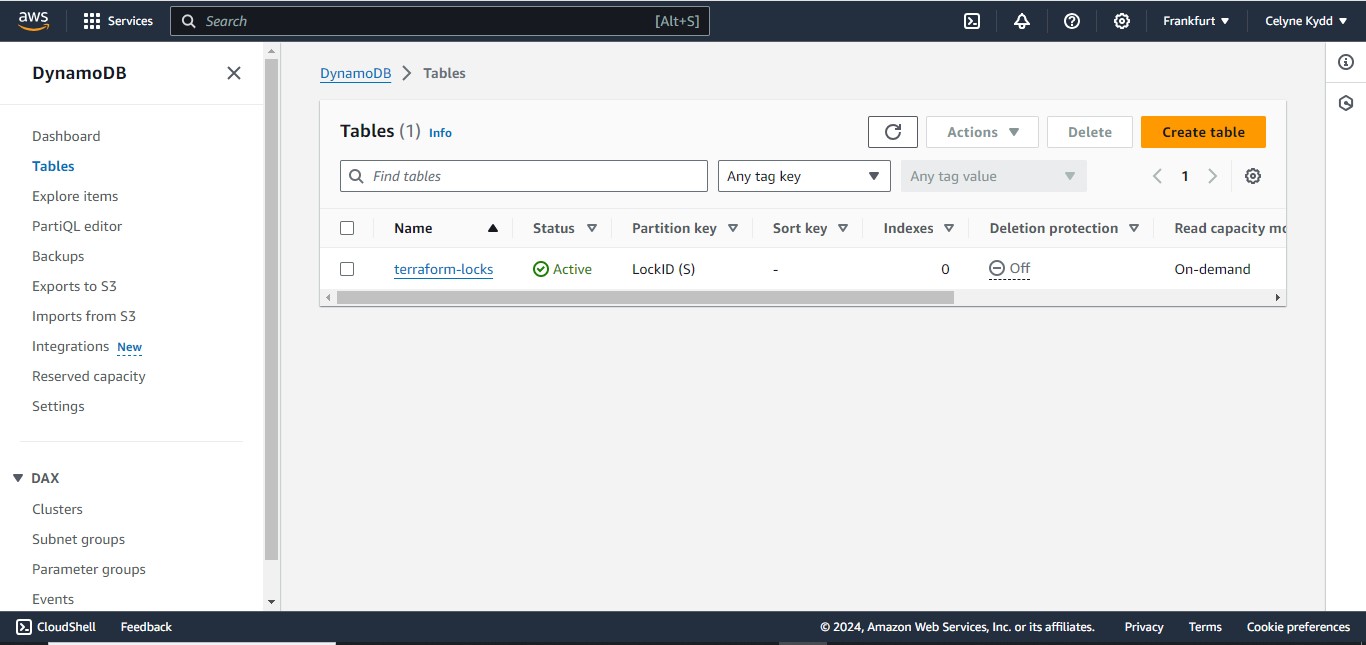 aws Services Search [Alt+S] Frankfurt Celyne Kydd
DynamoDB
Dashboard
Tables
Explore items
PartiQL editor
Backups
Exports to S3
Imports from S3
Integrations New
Reserved capacity
Settings
DAX
Clusters
Subnet groups
Parameter groups
Events
DynamoDB Tables
Tables (1) Info Actions Delete Create table
Find tables Any tag key Any tag value 1
Name Status Partition key Sort key Indexes Deletion protection Read capacity mo
terraform-locks Active LockID (S) - 0 Off On-demand
CloudShell Feedback © 2024, Amazon Web Services, Inc. or its affiliates. Privacy Terms Cookie preferences